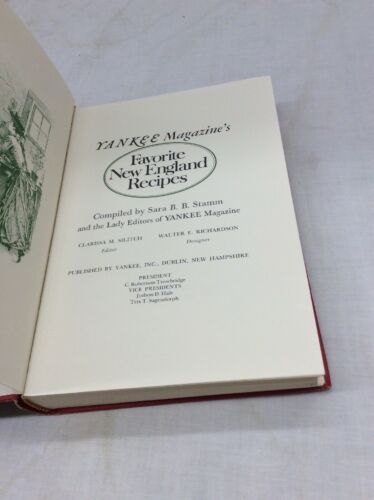 YANKEE Magazine's
Favorite
New England
Recipes
Compiled by Sara B. B. Stamm
and the Lady Editors of YANKEE Magazine
CLARISSA M. SILITCH WALTER E. RICHARDSON
Editor Designer
PUBLISHED BY YANKEE, INC., DUBLIN, NEW HAMPSHIRE
PRESIDENT
C. Robertson Trowbridge
VICE PRESIDENTS
Judson D. Hale
Trix T. Sagendorph